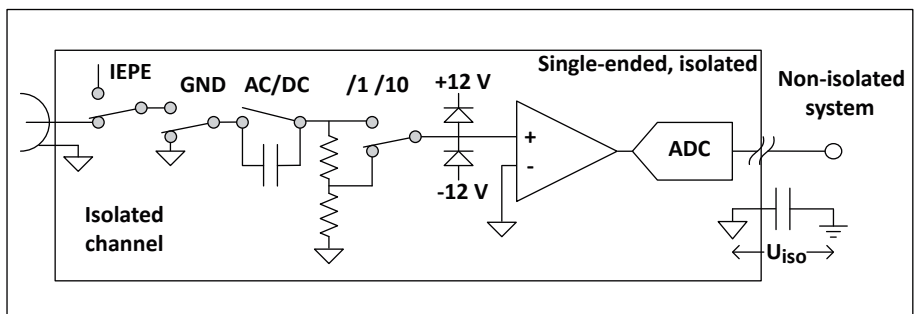 IEPE
GND
AC/DC
/1 /10
+12 V
-12 V
+
-
Single-ended, isolated
ADC
Non-isolated
system
Isolated
channel
Uiso